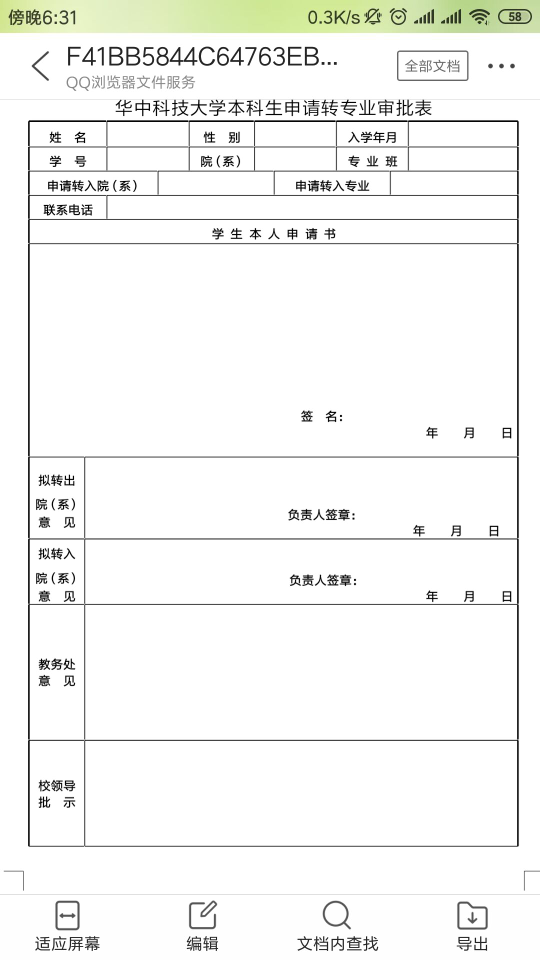 傍晚6:31 0.3K/s 58
F41BB5844C64763EB...
QQ浏览器文件服务
全部文档
华中科技大学本科生申请转专业审批表
姓 名 性 别 入学年月
学 号 院(系) 专 业 班
申请转入院(系) 申请转入专业
联系电话
学 生 本 人 申 请 书
签 名:
年 月 日
拟转出
院(系)
意 见
负责人签章:
年 月 日
拟转入
院(系)
意 见
负责人签章:
年 月 日
教务处
意 见
校领导
批 示
适应屏幕 编辑 文档内查找 导出